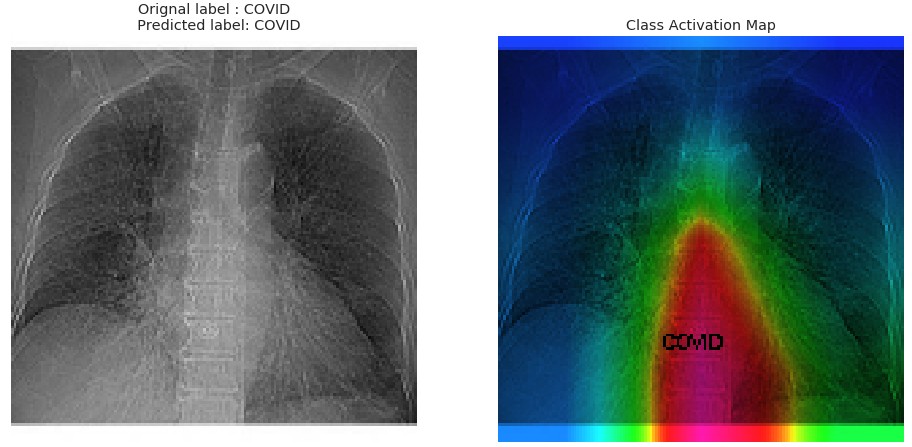 Orignal label : COVID
Predicted label: COVID
Class Activation Map
COVID